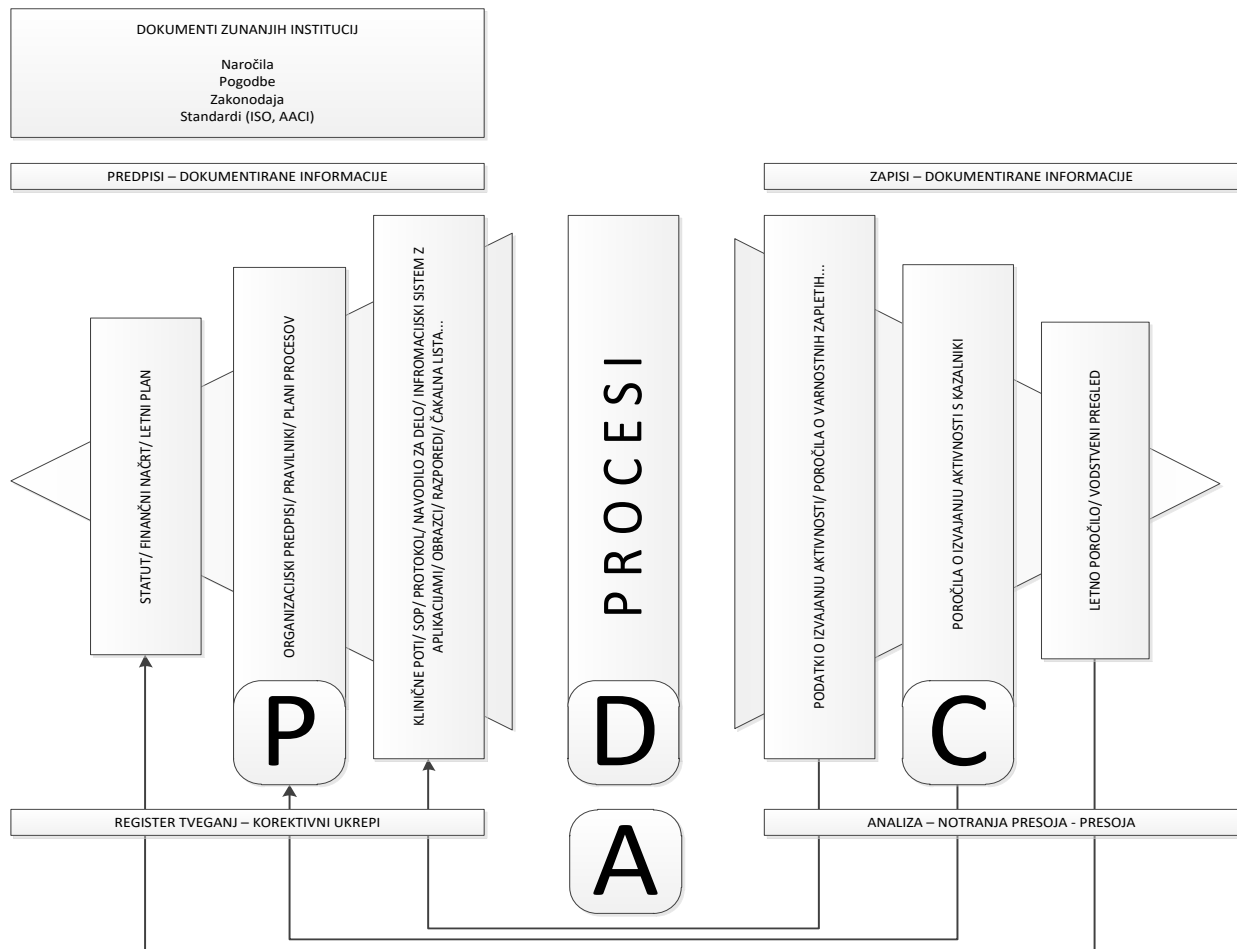 DOKUMENTI ZUNANJIH INSTITUCIJ
Naročila
Pogodbe
Zakonodaja
Standardi (ISO, AACI)
PREDPISI – DOKUMENTIRANE INFORMACIJE
ZAPISI – DOKUMENTIRANE INFORMACIJE
STATUT/ FINANČNI NAČRT/ LETNI PLAN
ORGANIZACIJSKI PREDPISI/ PRAVILNIKI/ PLANI PROCESOV
KLINIČNE POTI/ SOP/ PROTOKOL/ NAVODILO ZA DELO/ INFROMACIJSKI SISTEM Z
APLIKACIJAMI/ OBRAZCI/ RAZPOREDI/ ČAKALNA LISTA...
PROCESI
PODATKI O IZVAJANJU AKTIVNOSTI/ POROČILA O VARNOSTNIH ZAPLETIH...
POROČILA O IZVAJANJU AKTIVNOSTI S KAZALNIKI
LETNO POROČILO/ VODSTVENI PREGLED
P
D
C
REGISTER TVEGANJ – KOREKTIVNI UKREPI
ANALIZA – NOTRANJA PRESOJA - PRESOJA
A